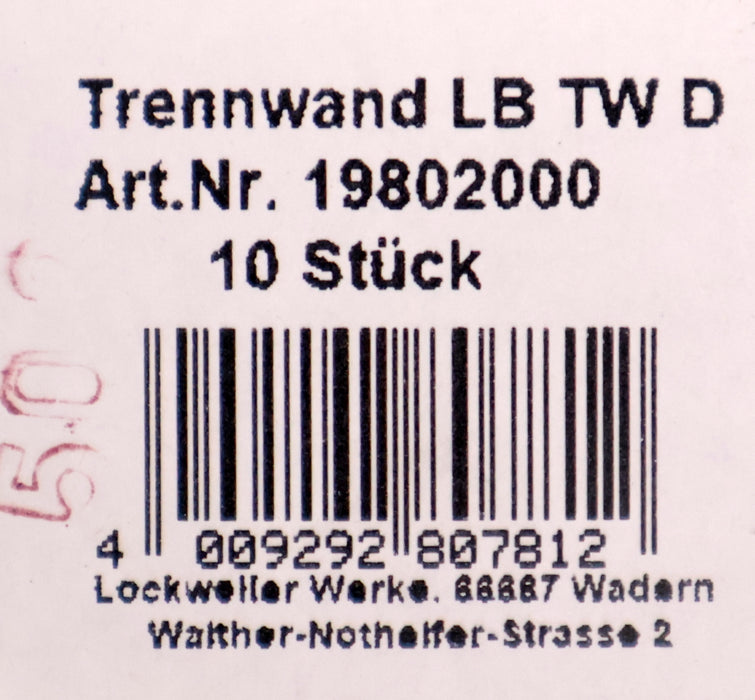 Trennwand LB TW D
Art.Nr. 19802000
10 Stück
50
4 009292 807812
Lockweiler Werke. 66687 Wadern
Walther-Nothelfer-Strasse 2